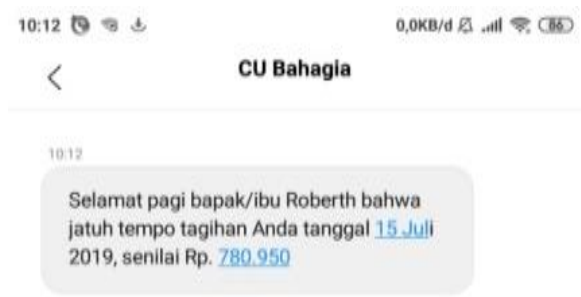 10:12 0,0KB/d 86
CU Bahagia
10:12
Selamat pagi bapak/ibu Roberth bahwa
jatuh tempo tagihan Anda tanggal 15 Juli
2019, senilai Rp. 780.950